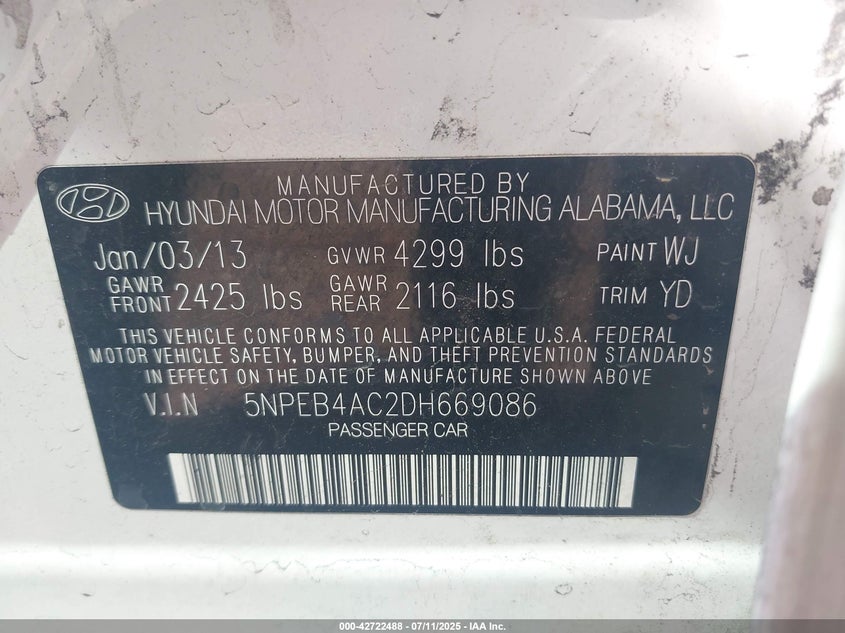 MANUFACTURED BY
HYUNDAI MOTOR MANUFACTURING ALABAMA, LLC
Jan/03/13 GVWR 4299 lbs PAINT WJ
GAWR FRONT 2425 lbs GAWR REAR 2116 lbs TRIM YD
THIS VEHICLE CONFORMS TO ALL APPLICABLE U.S.A. FEDERAL
MOTOR VEHICLE SAFETY, BUMPER, AND THEFT PREVENTION STANDARDS
IN EFFECT ON THE DATE OF MANUFACTURE SHOWN ABOVE
V.I.N 5NPEB4AC2DH669086
PASSENGER CAR
000-42722488 - 07/11/2025 - IAA Inc.